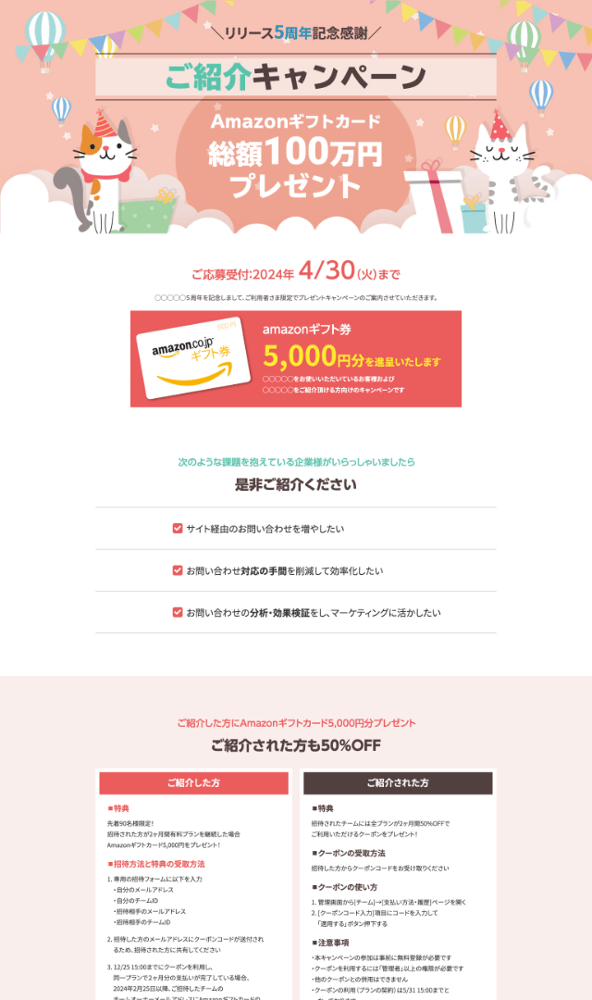 ＼リリース5周年記念感謝／
ご紹介キャンペーン
Amazonギフトカード
総額100万円
プレゼント
ご応募受付:2024年 4/30(火)まで
○○○○○5周年を記念しまして、ご利用者さま限定でプレゼントキャンペーンのご案内させていただきます。
amazon.co.jp
ギフト券
amazonギフト券
5,000円分を進呈いたします
○○○○○をお使いいただいているお客様および
○○○○○をご紹介頂ける方向けのキャンペーンです
次のような課題を抱えている企業様がいらっしゃいましたら
是非ご紹介ください
サイト経由のお問い合わせを増やしたい
お問い合わせ対応の手間を削減して効率化したい
お問い合わせの分析・効果検証をし、マーケティングに活かしたい
ご紹介した方にAmazonギフトカード5,000円分プレゼント
ご紹介された方も50%OFF
ご紹介した方
■特典
先着90名様限定!
招待された方が2ヶ月間有料プランを継続した場合
Amazonギフトカード5,000円をプレゼント!
■招待方法と特典の受取方法
1. 専用の招待フォームに以下を入力
・自分のメールアドレス
・自分のチームID
・招待相手のメールアドレス
・招待相手のチームID
2. 招待した方のメールアドレスにクーポンコードが送付され
るため、招待された方に共有してください
3. 12/25 15:00までにクーポンを利用し、
同一プランで2ヶ月分の支払いが完了している場合、
2024年2月25日以降、ご招待したチームの
チームオーナーメールアドレスにAmazonギフトカードの
ご紹介された方
■特典
招待されたチームには全プランが2ヶ月間50%OFFで
ご利用いただけるクーポンをプレゼント!
■クーポンの受取方法
招待した方からクーポンコードをお受け取りください
■クーポンの使い方
1. 管理画面から[チーム]→[支払い方法・履歴]ページを開く
2. [クーポンコード入力]項目にコードを入力して
「適用する」ボタン押下する
■注意事項
・本キャンペーンの参加は事前に無料登録が必要です
・クーポンを利用するには「管理者」以上の権限が必要です
・他のクーポンとの併用はできません
・クーポンの利用（プランの契約）は5/31 15:00までと